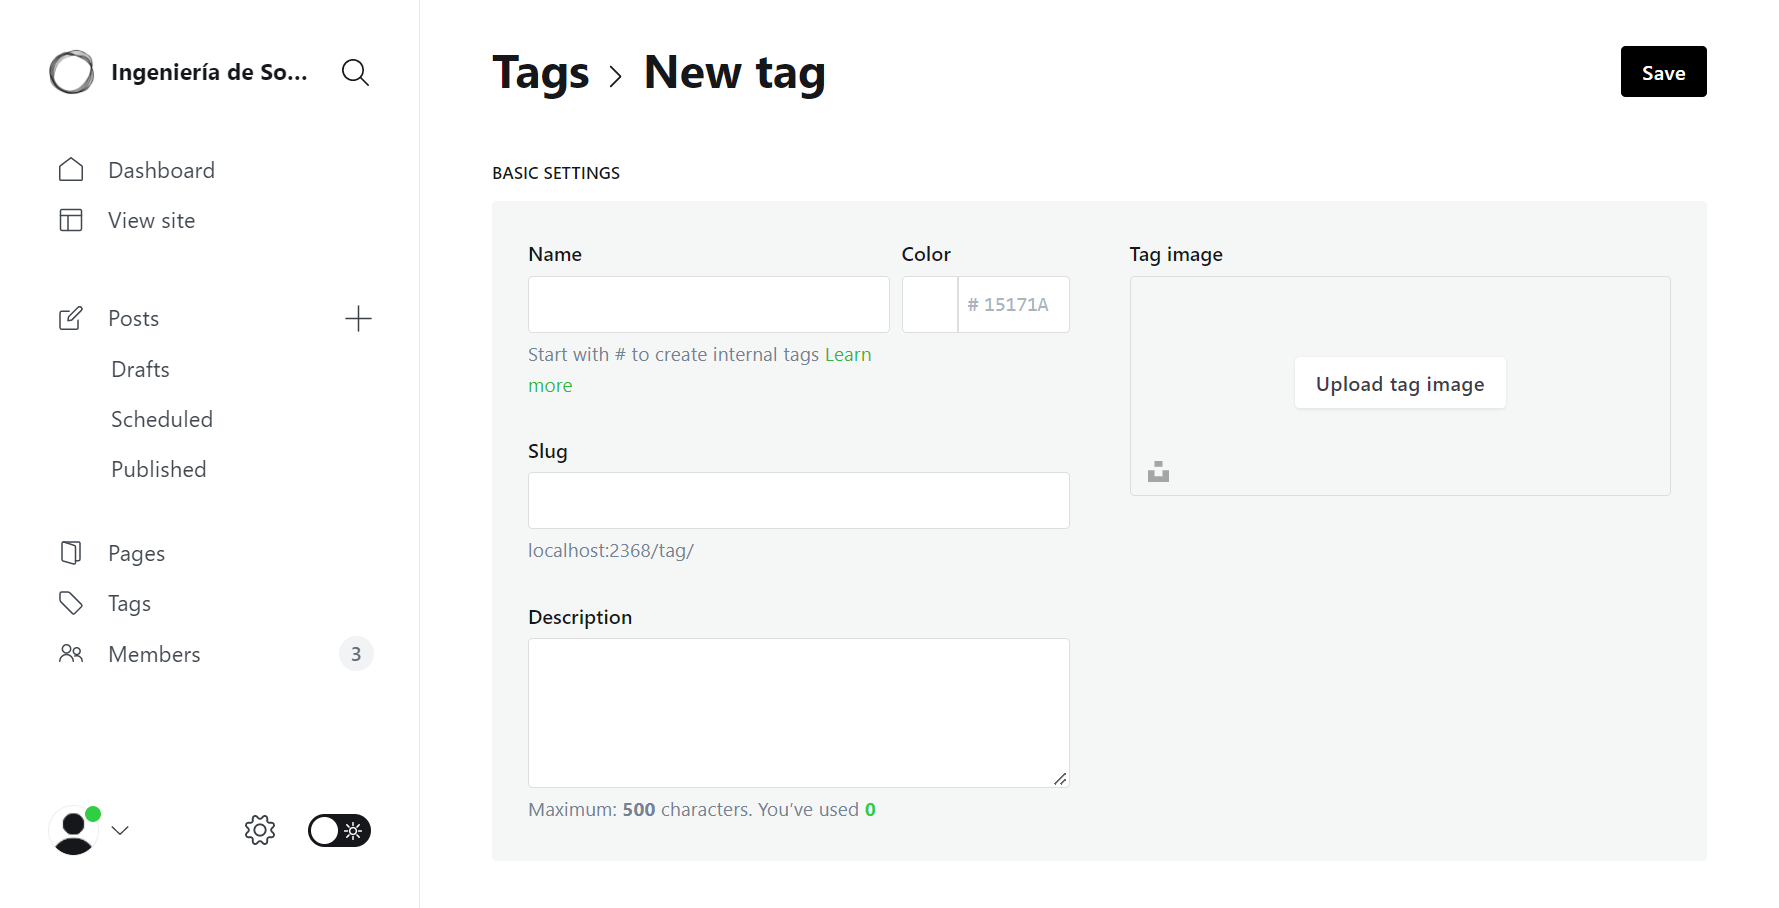 Ingeniería de So...
Dashboard
View site
Posts
Drafts
Scheduled
Published
Pages
Tags
Members
3
Tags > New tag
Save
BASIC SETTINGS
Name
Color
# 15171A
Start with # to create internal tags Learn
more
Slug
localhost:2368/tag/
Description
Maximum: 500 characters. You’ve used 0
Tag image
Upload tag image